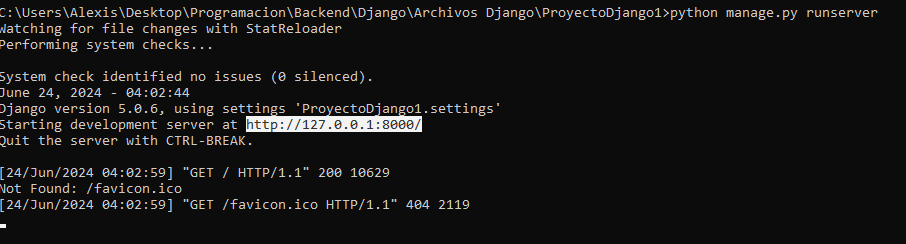 C:\Users\Alexis\Desktop\Programacion\Backend\Django\Archivos Django\ProyectoDjango1>python manage.py runserver
Watching for file changes with StatReloader
Performing system checks...
System check identified no issues (0 silenced).
June 24, 2024 - 04:02:44
Django version 5.0.6, using settings 'ProyectoDjango1.settings'
Starting development server at http://127.0.0.1:8000/
Quit the server with CTRL-BREAK.
[24/Jun/2024 04:02:59] "GET / HTTP/1.1" 200 10629
Not Found: /favicon.ico
[24/Jun/2024 04:02:59] "GET /favicon.ico HTTP/1.1" 404 2119